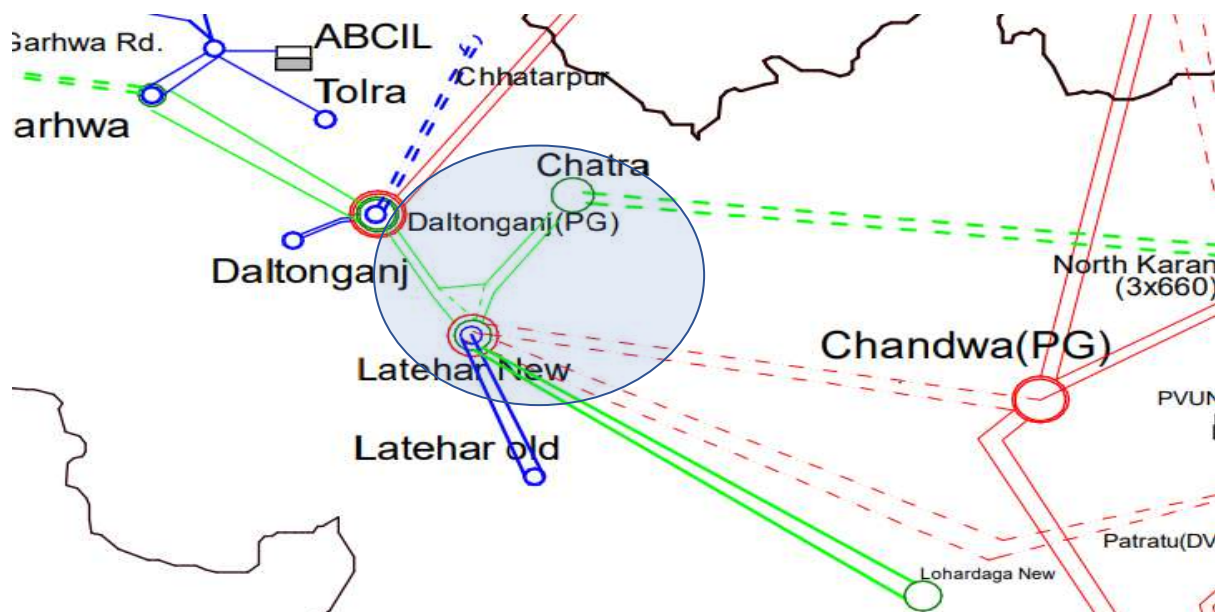 Garhwa Rd.
ABCIL
Tolra
Chhatarpur
arhwa
Chatra
Daltonganj(PG)
Daltonganj
North Karan
(3x660)
Chandwa(PG)
Latehar New
PVUN
Latehar old
Patratu(DV
Lohardaga New